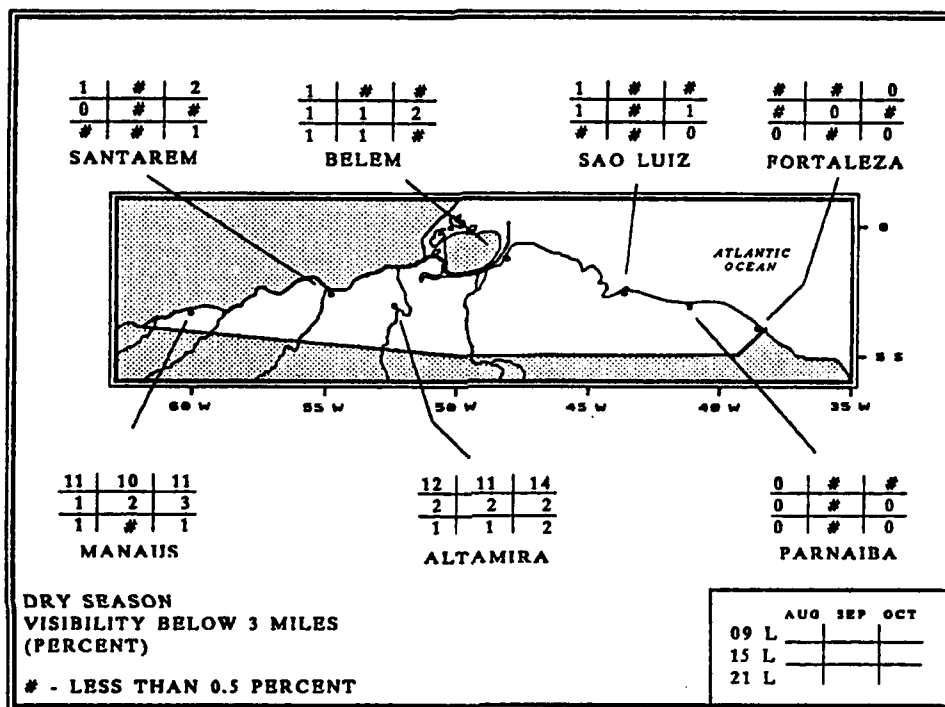 1 # 2
0 # #
# # 1
SANTAREM
1 # #
1 1 2
1 1 #
BELEM
1 # #
1 # 1
# # 0
SAO LUIZ
# # 0
# 0 #
0 # 0
FORTALEZA
ATLANTIC
OCEAN
0
5 S
60 W 55 W 50 W 45 W 40 W 35 W
11 10 11
1 2 3
1 # 1
MANAUS
12 11 14
2 2 2
1 1 2
ALTAMIRA
0 # #
0 # 0
0 # 0
PARNAIBA
DRY SEASON
VISIBILITY BELOW 3 MILES
(PERCENT)
# - LESS THAN 0.5 PERCENT
AUG SEP OCT
09 L
15 L
21 L